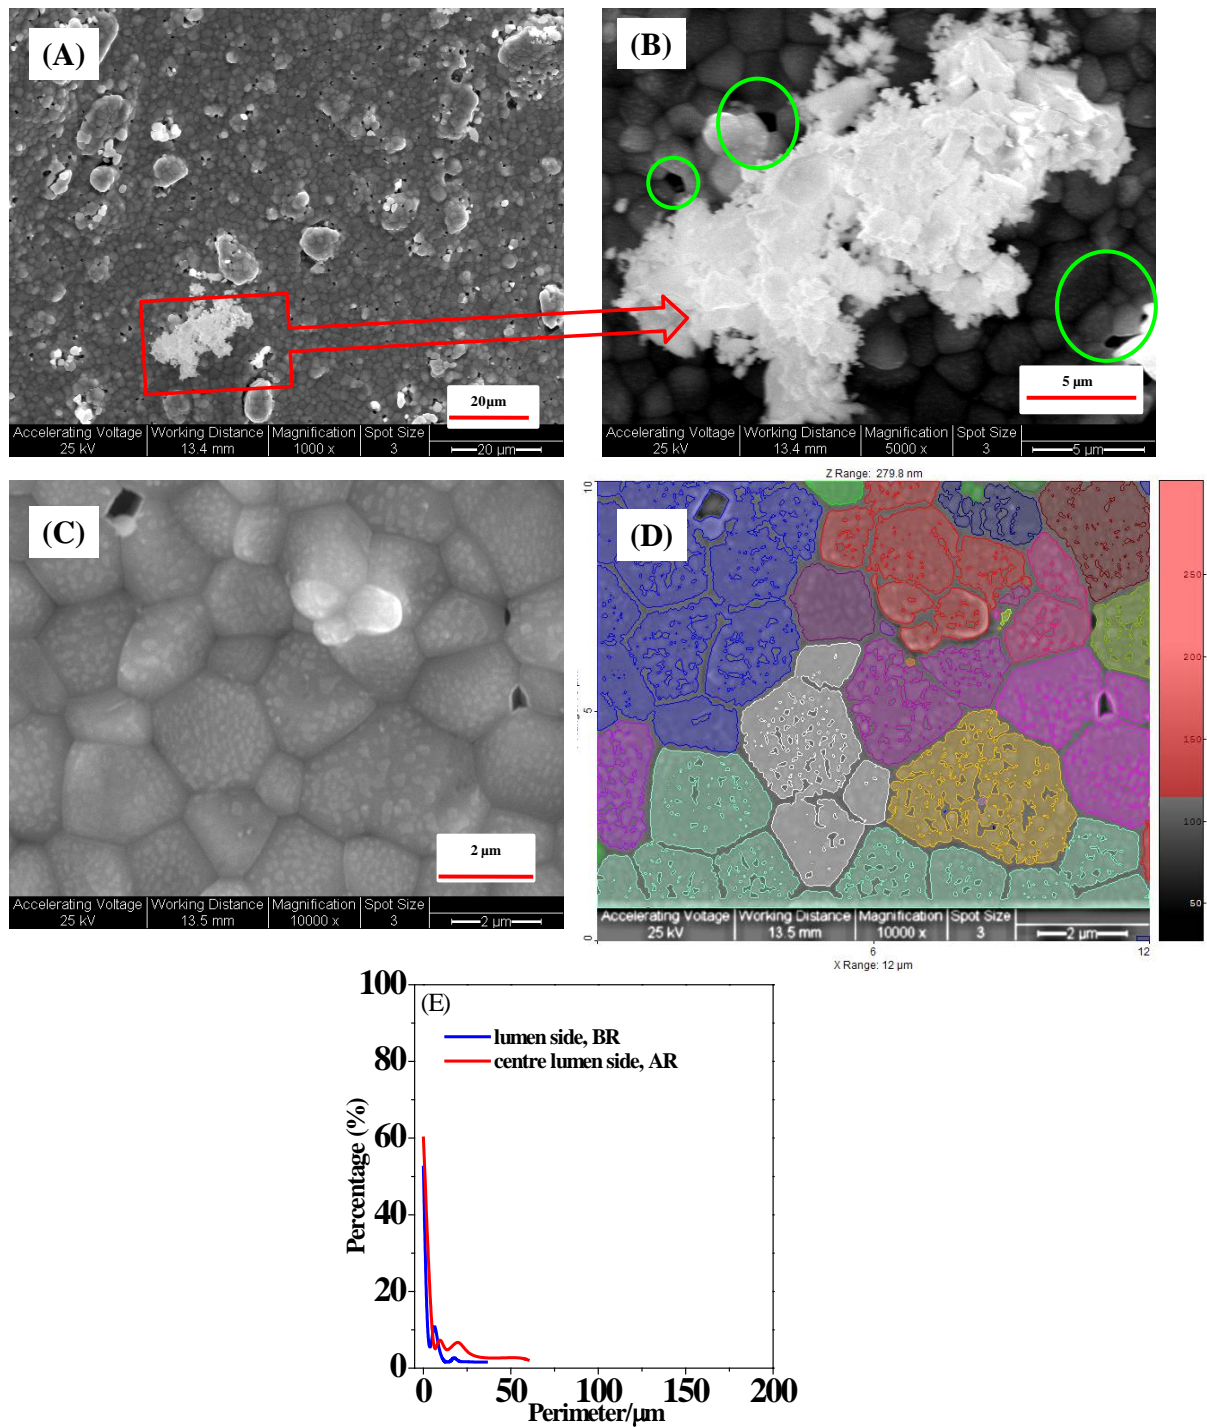 (A)
20μm
Accelerating Voltage Working Distance Magnification Spot Size
25 kV 13.4 mm 1000 x 3 20 μm
(B)
5 μm
Accelerating Voltage Working Distance Magnification Spot Size
25 kV 13.4 mm 5000 x 3 5 μm
(C)
2 μm
Accelerating Voltage Working Distance Magnification Spot Size
25 kV 13.5 mm 10000 x 3 2 μm
Z Range: 279.8 nm
(D)
10
5
0
250
200
150
100
50
Accelerating Voltage Working Distance Magnification Spot Size
25 kV 13.5 mm 10000 x 3 2 μm
6 12
X Range: 12 μm
(E)
lumen side, BR
centre lumen side, AR
Percentage (%)
100
80
60
40
20
0
0 50 100 150 200
Perimeter/μm